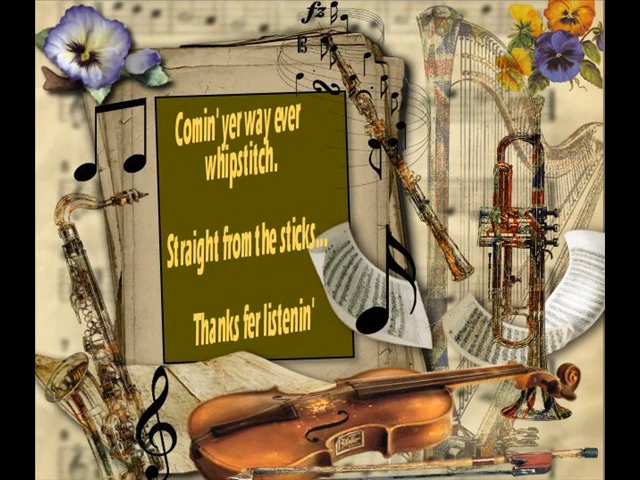 Comin' yer way ever
whipstitch.
Straight from the sticks...
Thanks fer listenin'